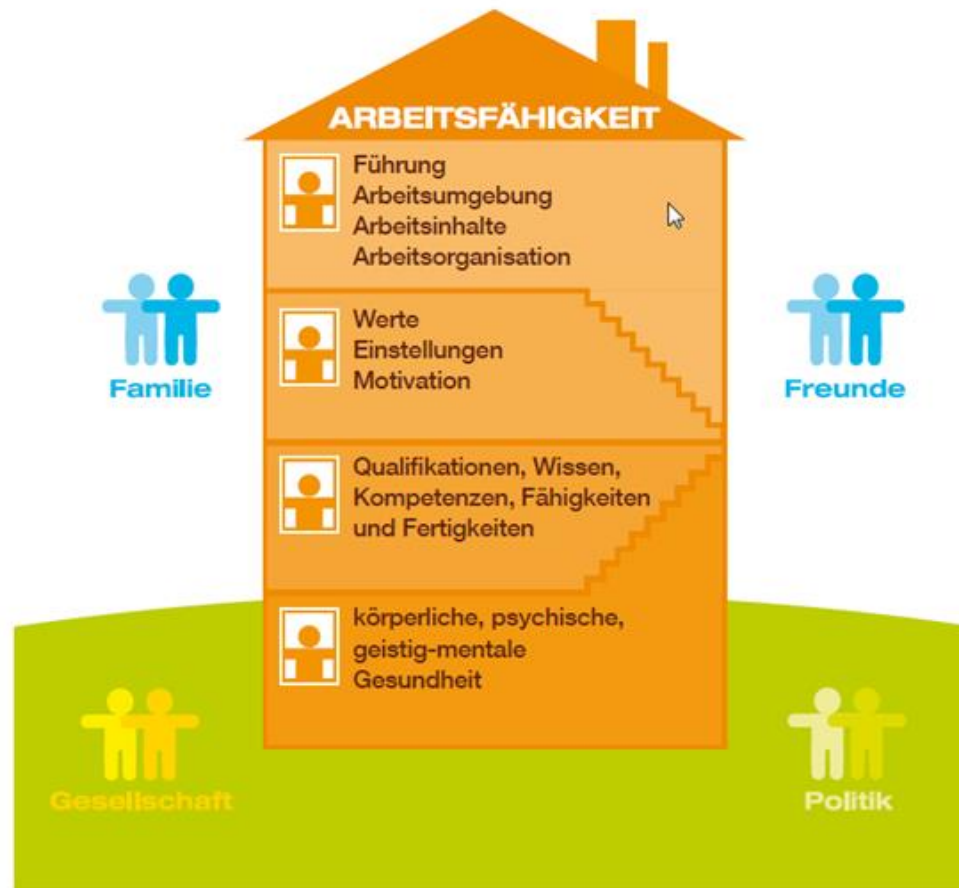 ARBEITSFÄHIGKEIT
Führung
Arbeitsumgebung
Arbeitsinhalte
Arbeitsorganisation
Werte
Einstellungen
Motivation
Familie
Freunde
Qualifikationen, Wissen,
Kompetenzen, Fähigkeiten
und Fertigkeiten
körperliche, psychische,
geistig-mentale
Gesundheit
Gesellschaft
Politik